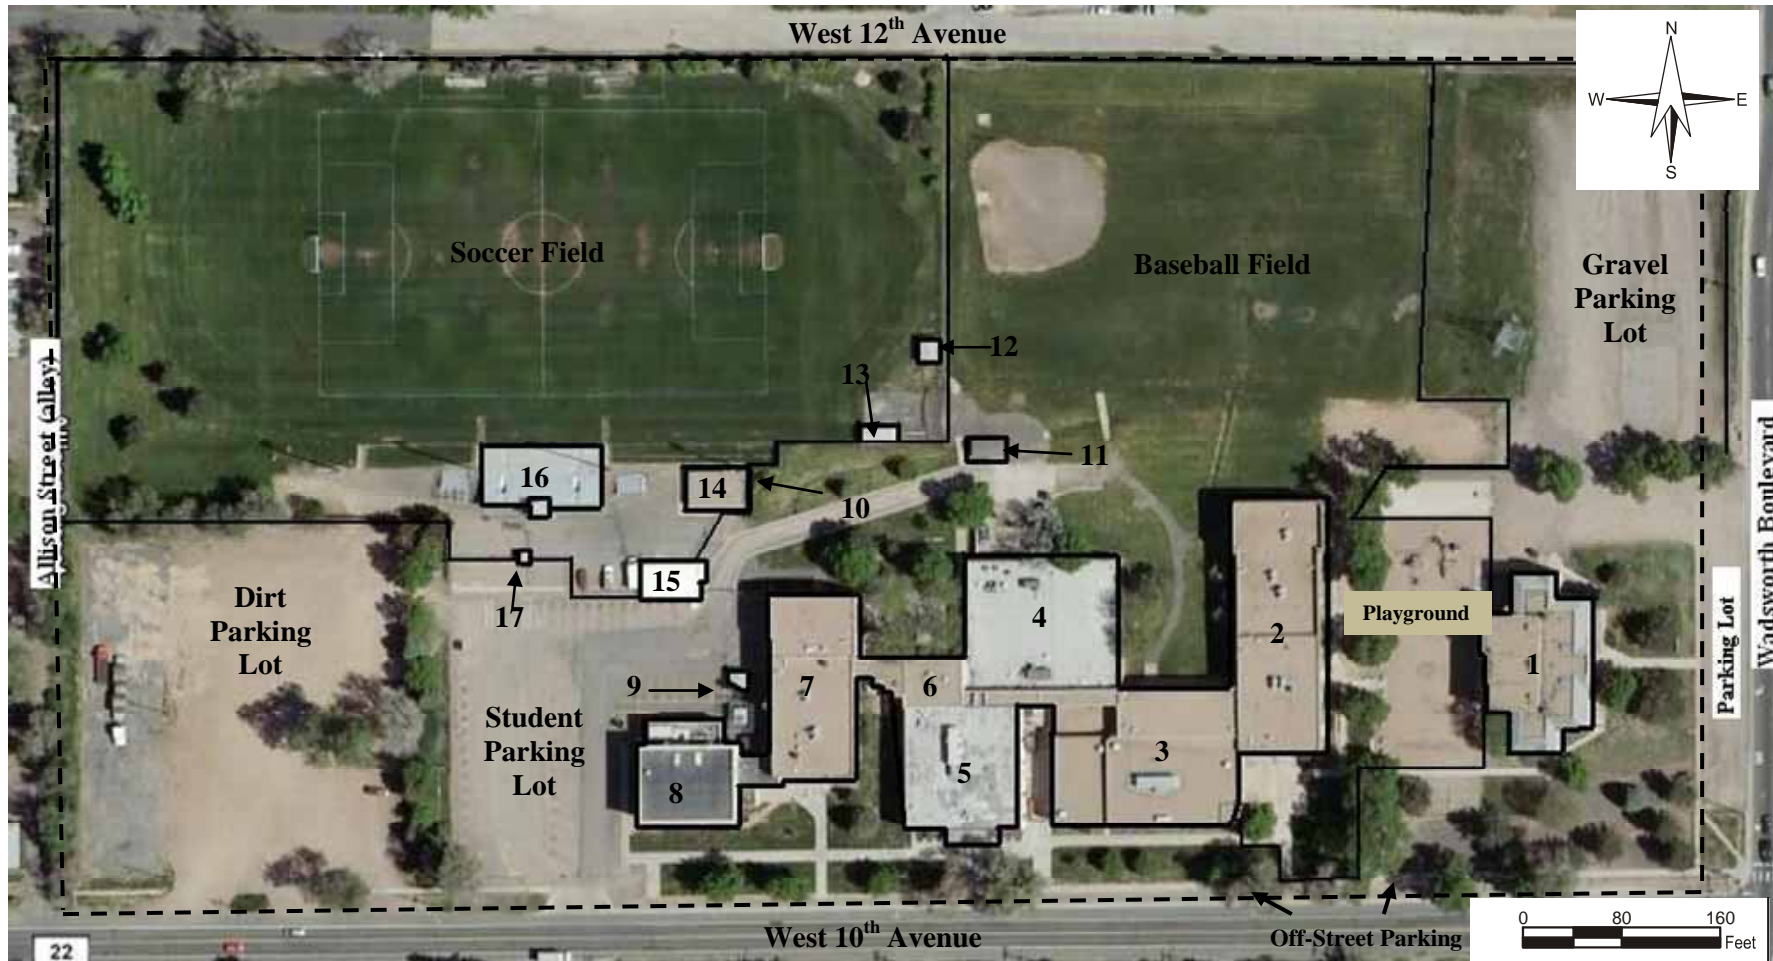 West 12th Avenue
N
W
E
S
Soccer Field
Baseball Field
Gravel
Parking
Lot
12
13
Allison Street (alley)
Wadsworth Boulevard
11
16
14
10
15
17
Dirt
Parking
Lot
4
2
Playground
1
Parking Lot
9
7
6
Student
Parking
Lot
3
5
8
West 10th Avenue
Off-Street Parking
0
80
160
Feet
22